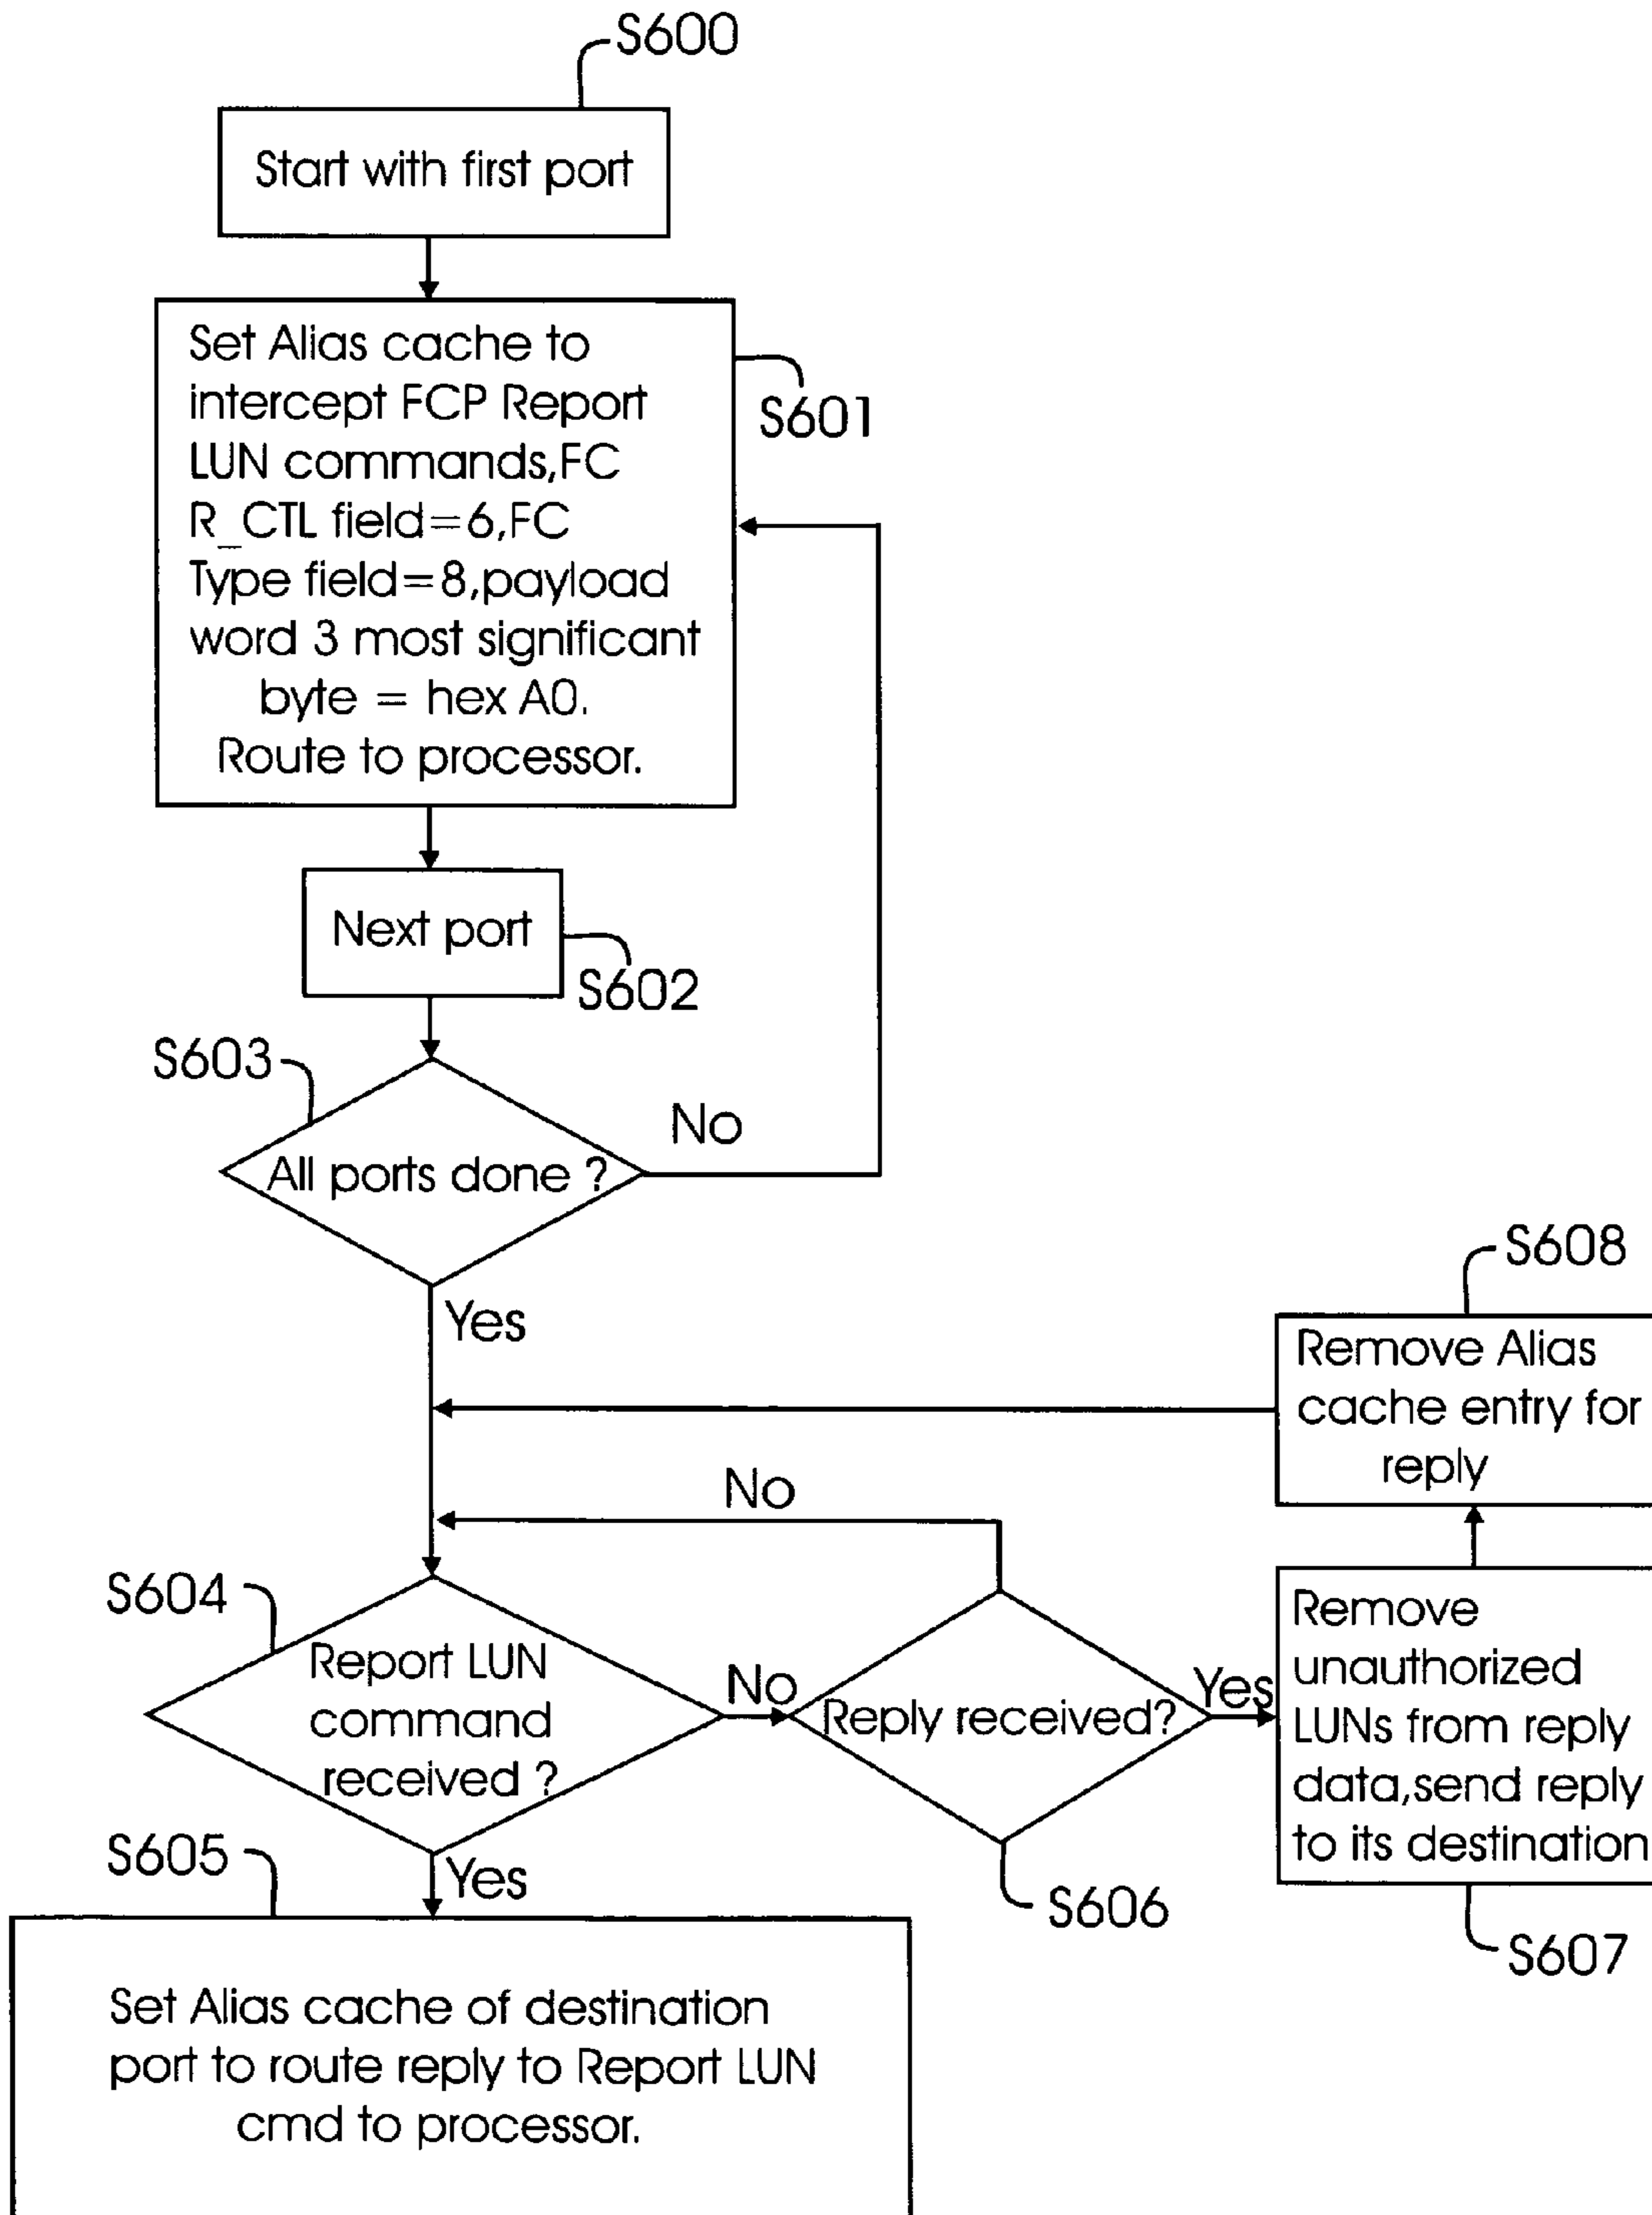 S600
Start with first port
Set Alias cache to
intercept FCP Report
LUN commands,FC
R_CTL field=6,FC
Type field=8,payload
word 3 most significant
byte = hex A0.
Route to processor.
S601
Next port
S602
S603
All ports done ?
No
Yes
S608
Remove Alias
cache entry for
reply
No
S604
Report LUN
command
received ?
No
Reply received?
Yes
Remove
unauthorized
LUNs from reply
data,send reply
to its destination
S606
S607
S605
Yes
Set Alias cache of destination
port to route reply to Report LUN
cmd to processor.